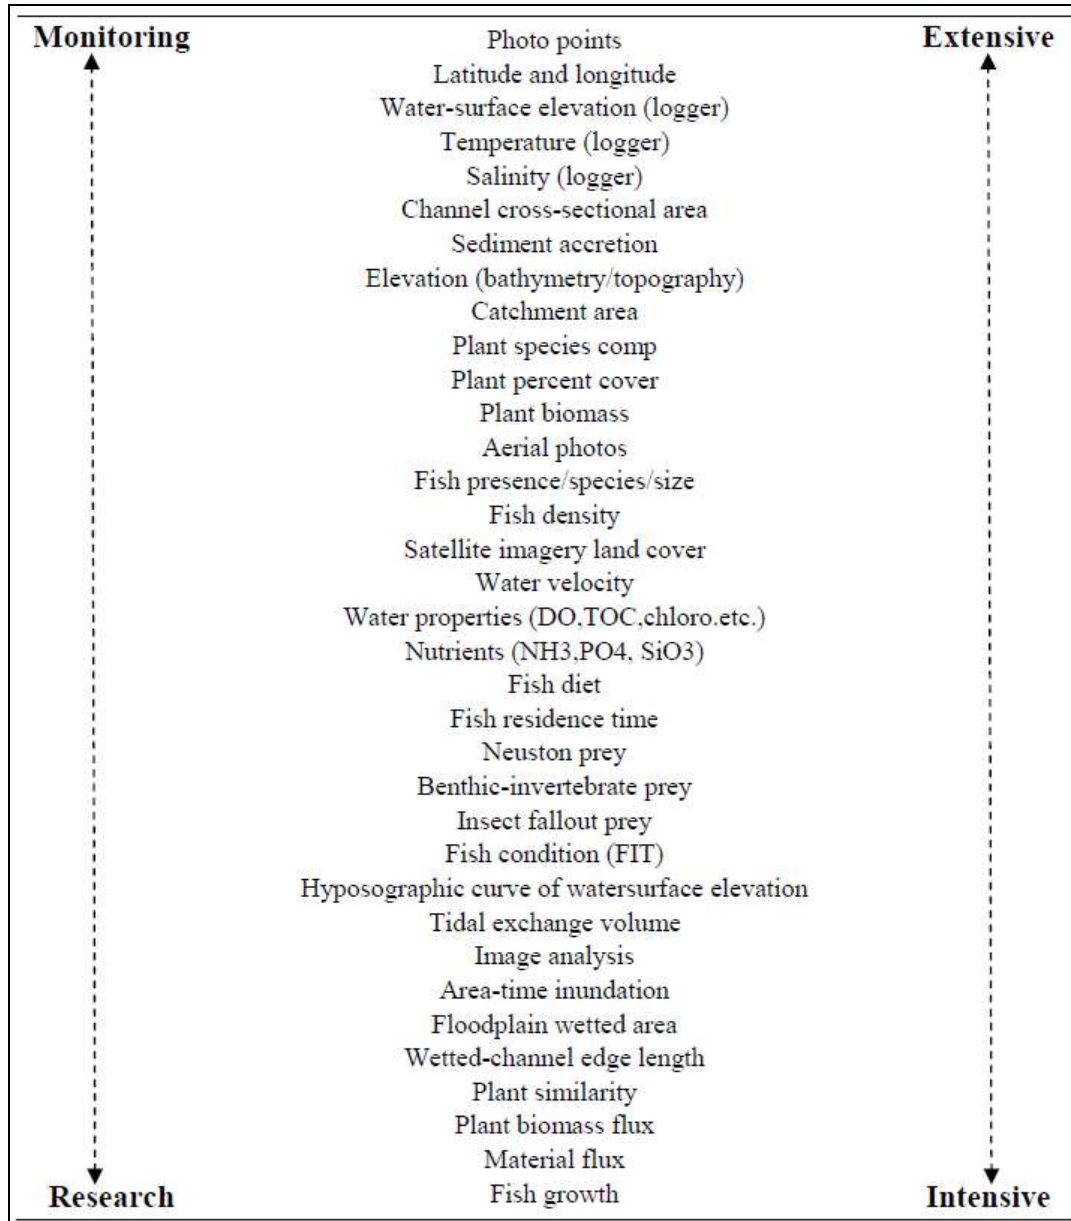 Monitoring
Extensive
Photo points
Latitude and longitude
Water-surface elevation (logger)
Temperature (logger)
Salinity (logger)
Channel cross-sectional area
Sediment accretion
Elevation (bathymetry/topography)
Catchment area
Plant species comp
Plant percent cover
Plant biomass
Aerial photos
Fish presence/species/size
Fish density
Satellite imagery land cover
Water velocity
Water properties (DO,TOC,chloro.etc.)
Nutrients (NH3,PO4, SiO3)
Fish diet
Fish residence time
Neuston prey
Benthic-invertebrate prey
Insect fallout prey
Fish condition (FIT)
Hyposographic curve of watersurface elevation
Tidal exchange volume
Image analysis
Area-time inundation
Floodplain wetted area
Wetted-channel edge length
Plant similarity
Plant biomass flux
Material flux
Fish growth
Research
Intensive